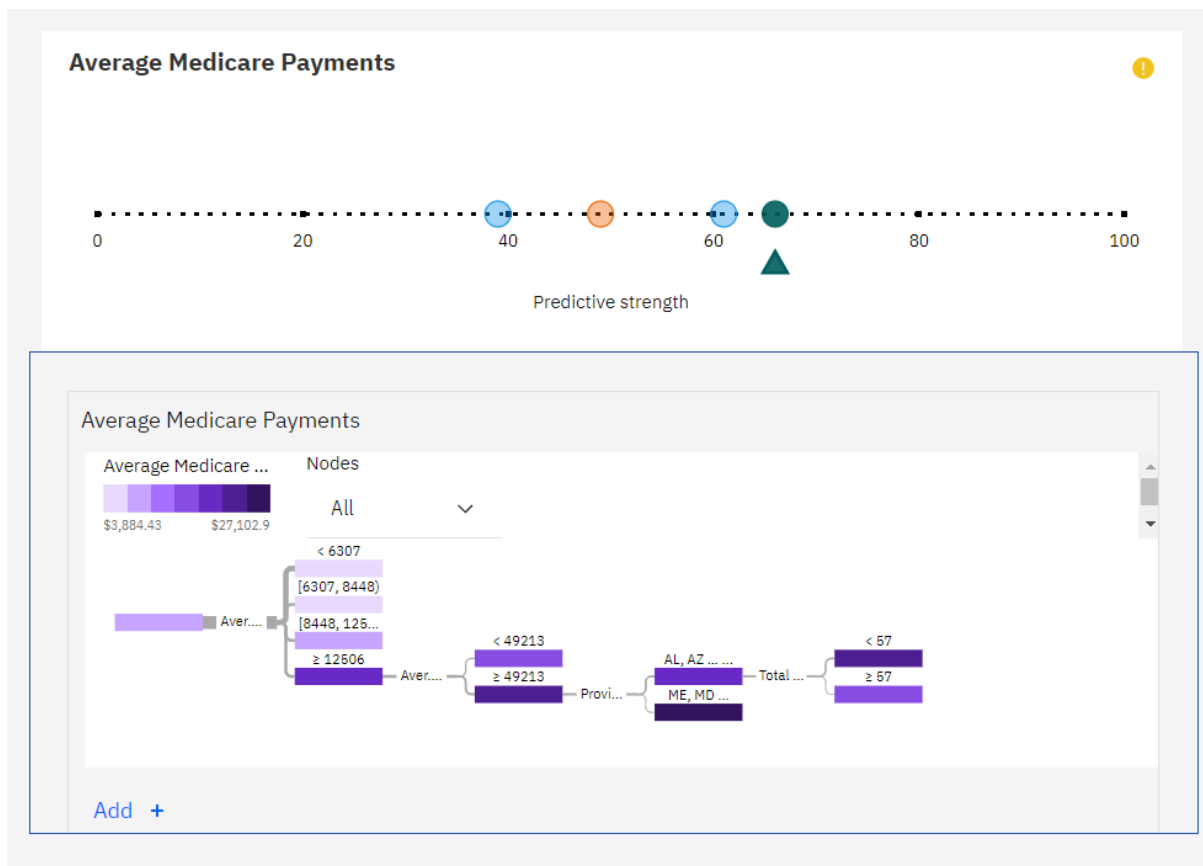 Average Medicare Payments
!
0 20 40 60 80 100
Predictive strength
Average Medicare Payments
Average Medicare ...
Nodes
All
$3,884.43 $27,102.9
< 6307
[6307, 8448)
Aver....
[8448, 125...
≥ 12506
Aver....
< 49213
≥ 49213
Provi...
AL, AZ ... ...
ME, MD ...
Total ...
< 57
≥ 57
Add +